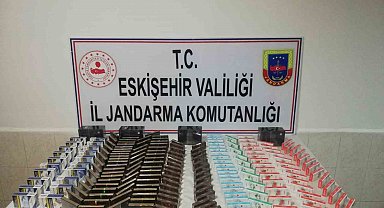 T.C.
ESKİŞEHİR VALİLİĞİ
İL JANDARMA KOMUTANLIĞI